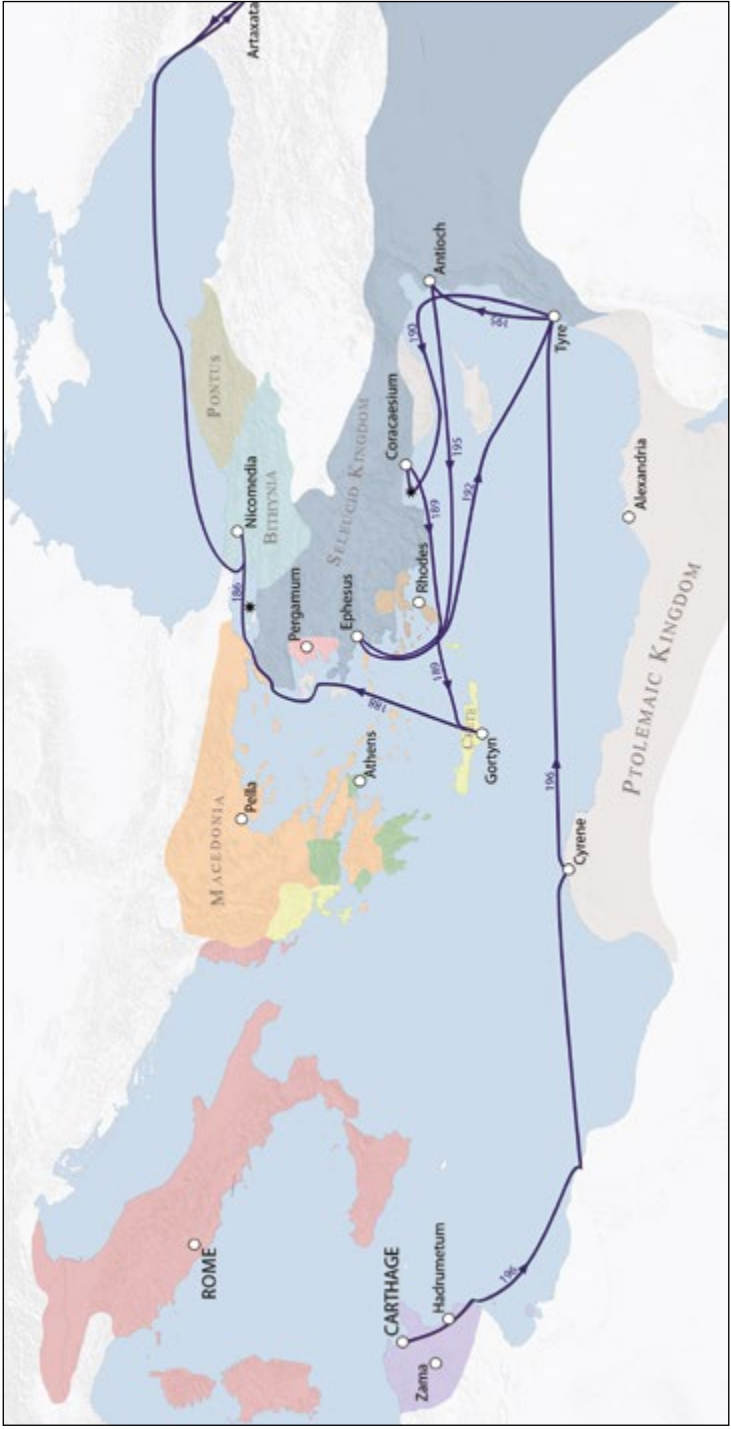 Artaxata
PONTUS
Nicomedia
BITHYNIA
186
Pergamum
SELEUCID KINGDOM
Ephesus
Rhodes
Coracaesium
190
Antioch
191
Tyre
195
192
189
189
188
CRETE
Gortyn
MACEDONIA
Pella
Athens
Alexandria
PTOLEMAIC KINGDOM
196
Cyrene
ROME
CARTHAGE
Hadrumetum
Zama
196